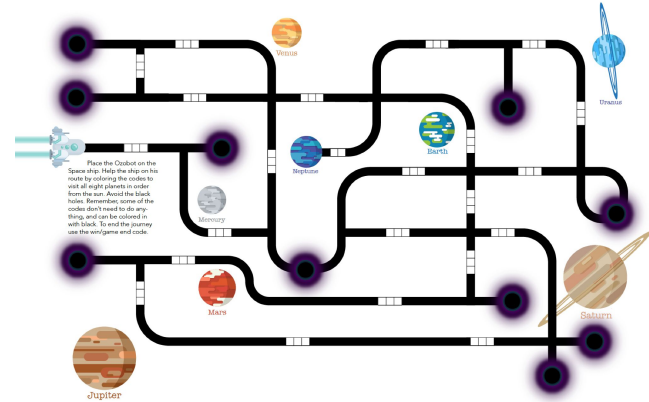 Venus
Uranus
Earth
Neptune
Place the Ozobot on the
Space ship. Help the ship on his
route by coloring the codes to
visit all eight planets in order
from the sun. Avoid the black
holes. Remember, some of the
codes don't need to do any-
thing, and can be colored in
with black. To end the journey
use the win/game end code.
Mercury
Mars
Saturn
Jupiter